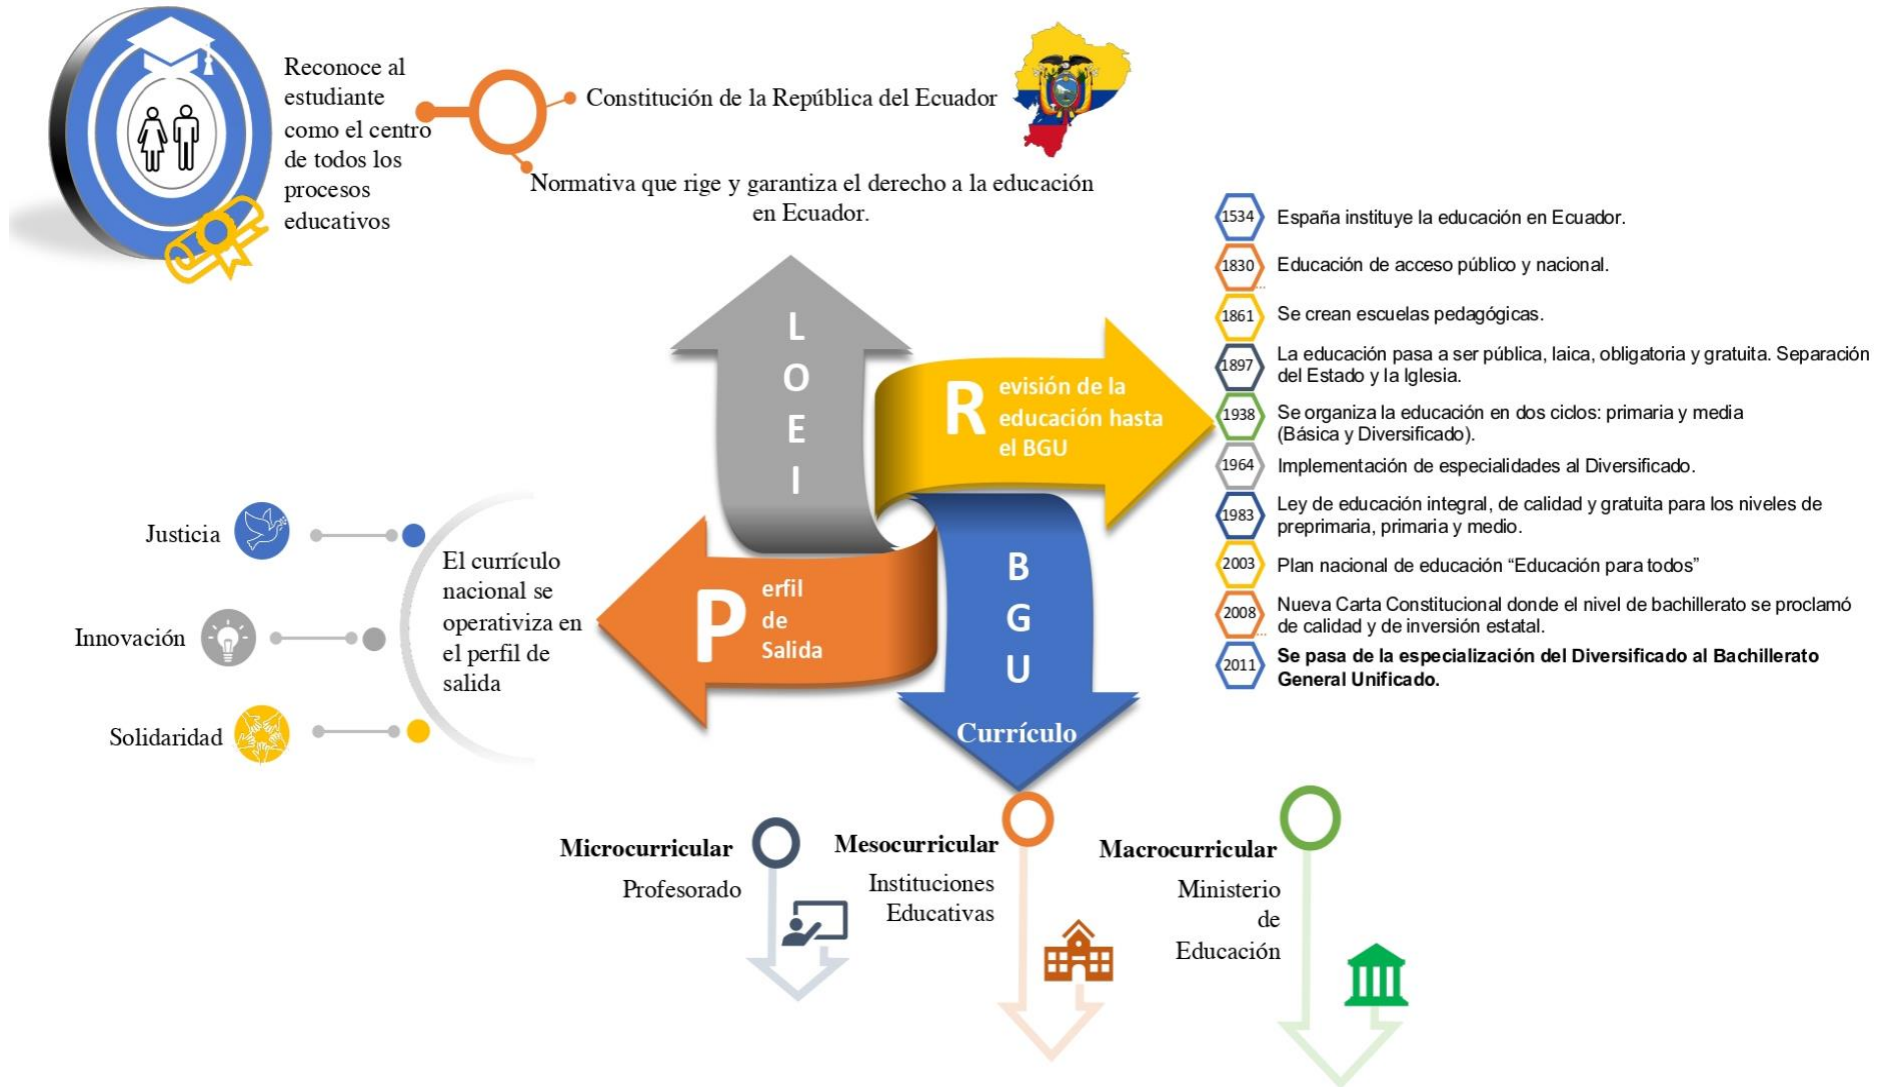 Reconoce al
estudiante
como el centro
de todos los
procesos
educativos
Constitución de la República del Ecuador
Normativa que rige y garantiza el derecho a la educación
en Ecuador.
L
O
E
I
R
evisión de la
educación hasta
el BGU
1534
España instituye la educación en Ecuador.
1830
...
Educación de acceso público y nacional.
1861
Se crean escuelas pedagógicas.
1897
La educación pasa a ser pública, laica, obligatoria y gratuita. Separación
del Estado y la Iglesia.
1938
Se organiza la educación en dos ciclos: primaria y media
(Básica y Diversificado).
1964
Implementación de especialidades al Diversificado.
1983
Ley de educación integral, de calidad y gratuita para los niveles de
preprimaria, primaria y medio.
2003
Plan nacional de educación “Educación para todos”
2008
...
Nueva Carta Constitucional donde el nivel de bachillerato se proclamó
de calidad y de inversión estatal.
2011
Se pasa de la especialización del Diversificado al Bachillerato
General Unificado.
Justicia
Innovación
Solidaridad
El currículo
nacional se
operativiza en
el perfil de
salida
P
erfil
de
Salida
B
G
U
Currículo
Microcurricular
Profesorado
Mesocurricular
Instituciones
Educativas
Macrocurricular
Ministerio
de
Educación